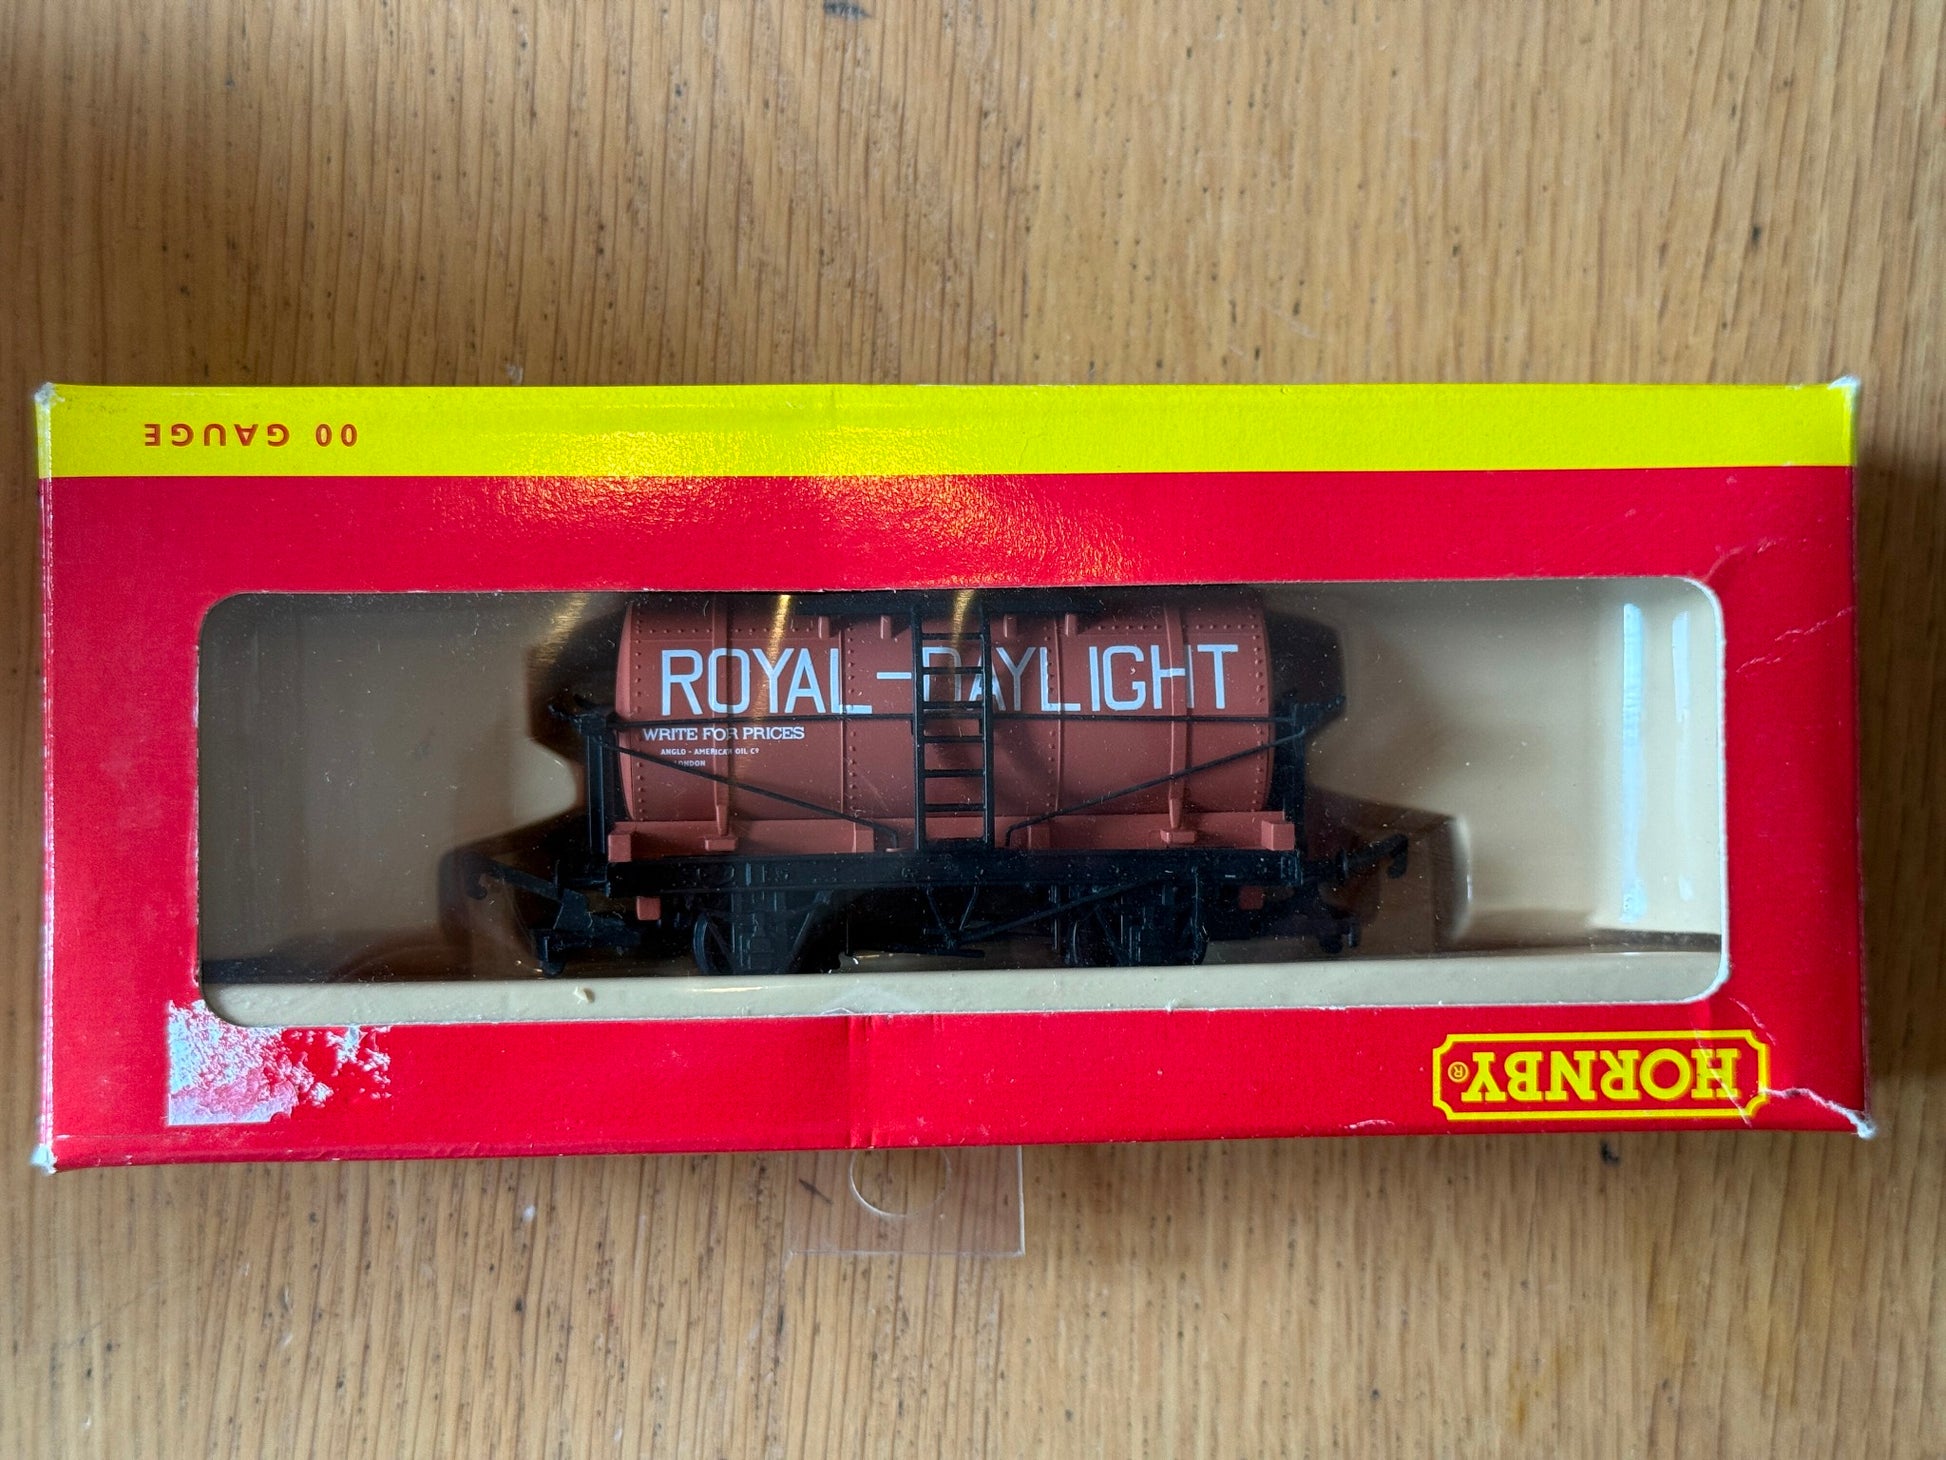 00 GAUGE
ROYAL-DAYLIGHT
WRITE FOR PRICES
ANGLO-AMERICAN OIL Cº
LONDON
HORNBY®